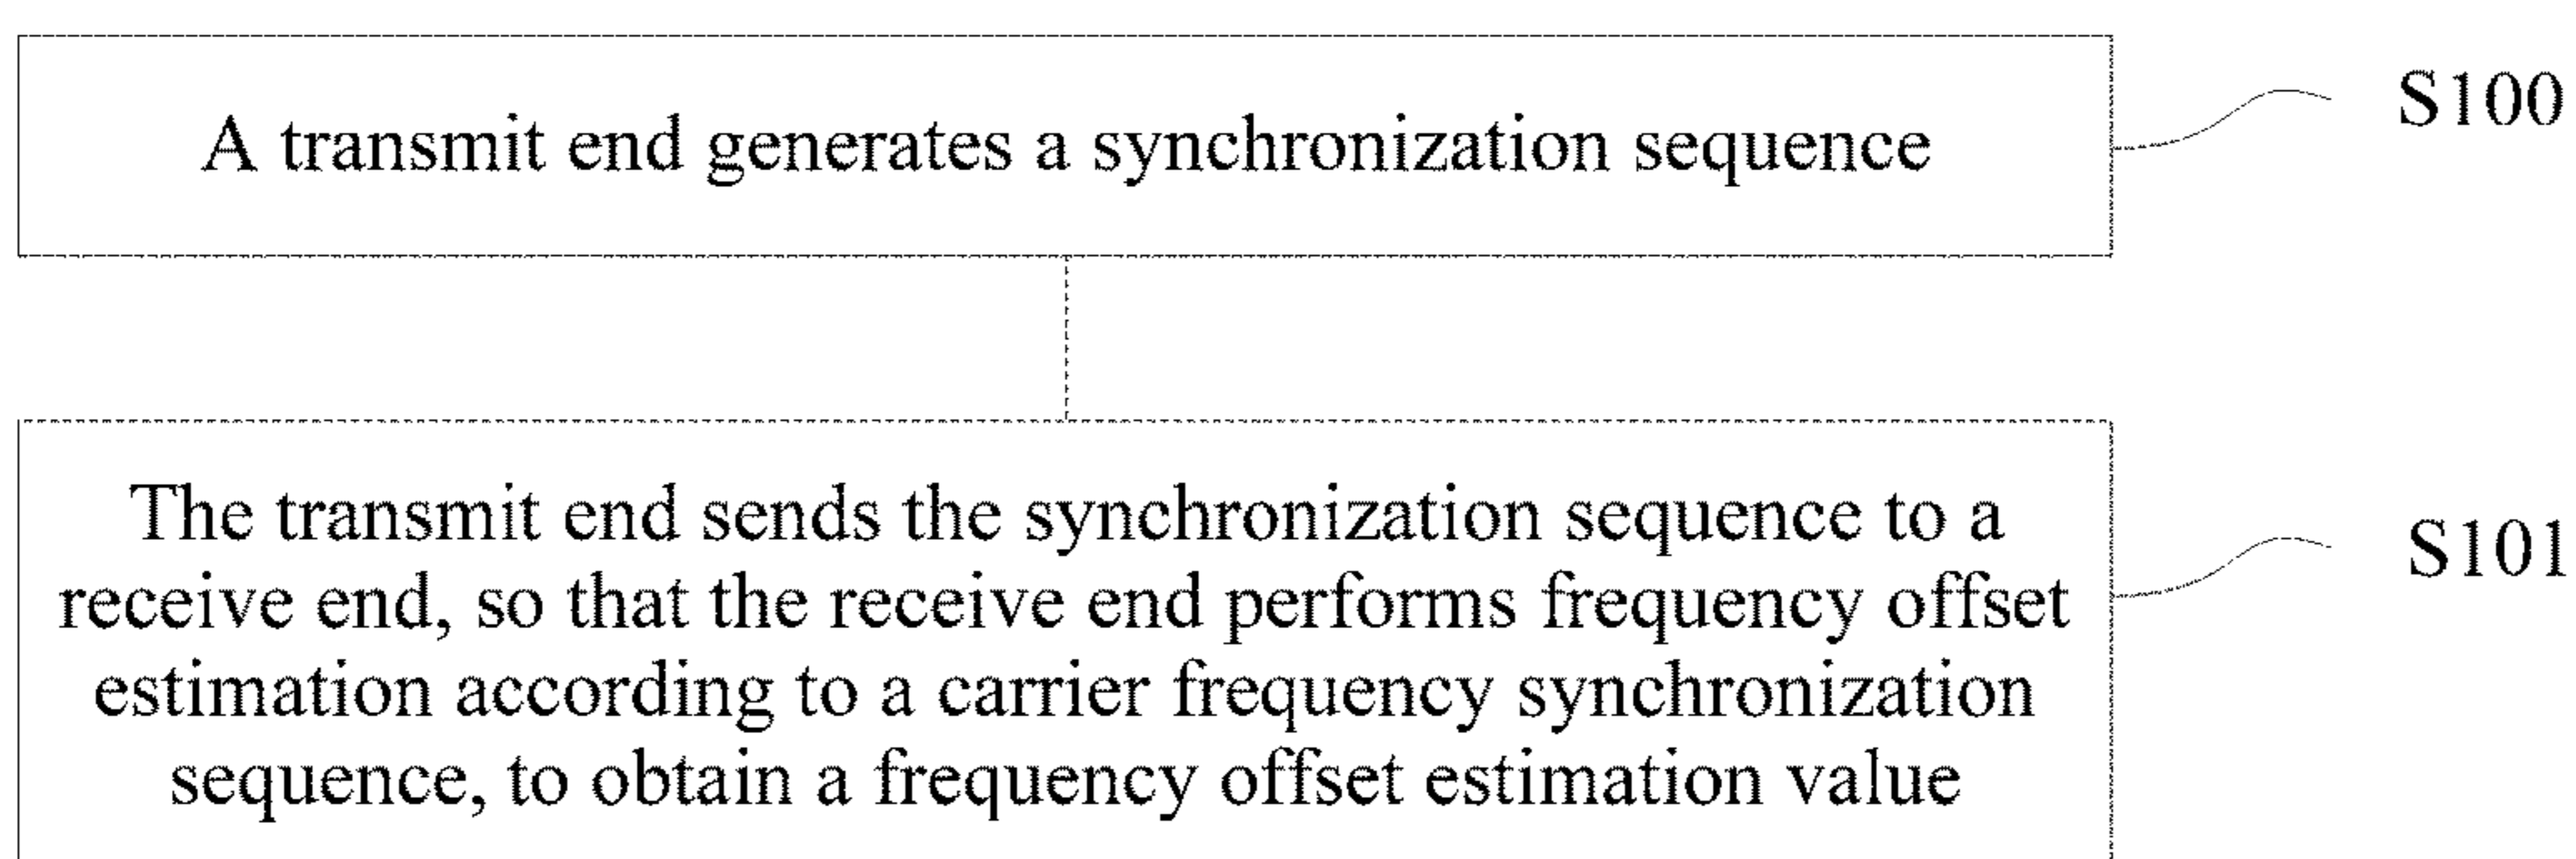 A transmit end generates a synchronization sequence
S100
The transmit end sends the synchronization sequence to a
receive end, so that the receive end performs frequency offset
estimation according to a carrier frequency synchronization
sequence, to obtain a frequency offset estimation value
S101